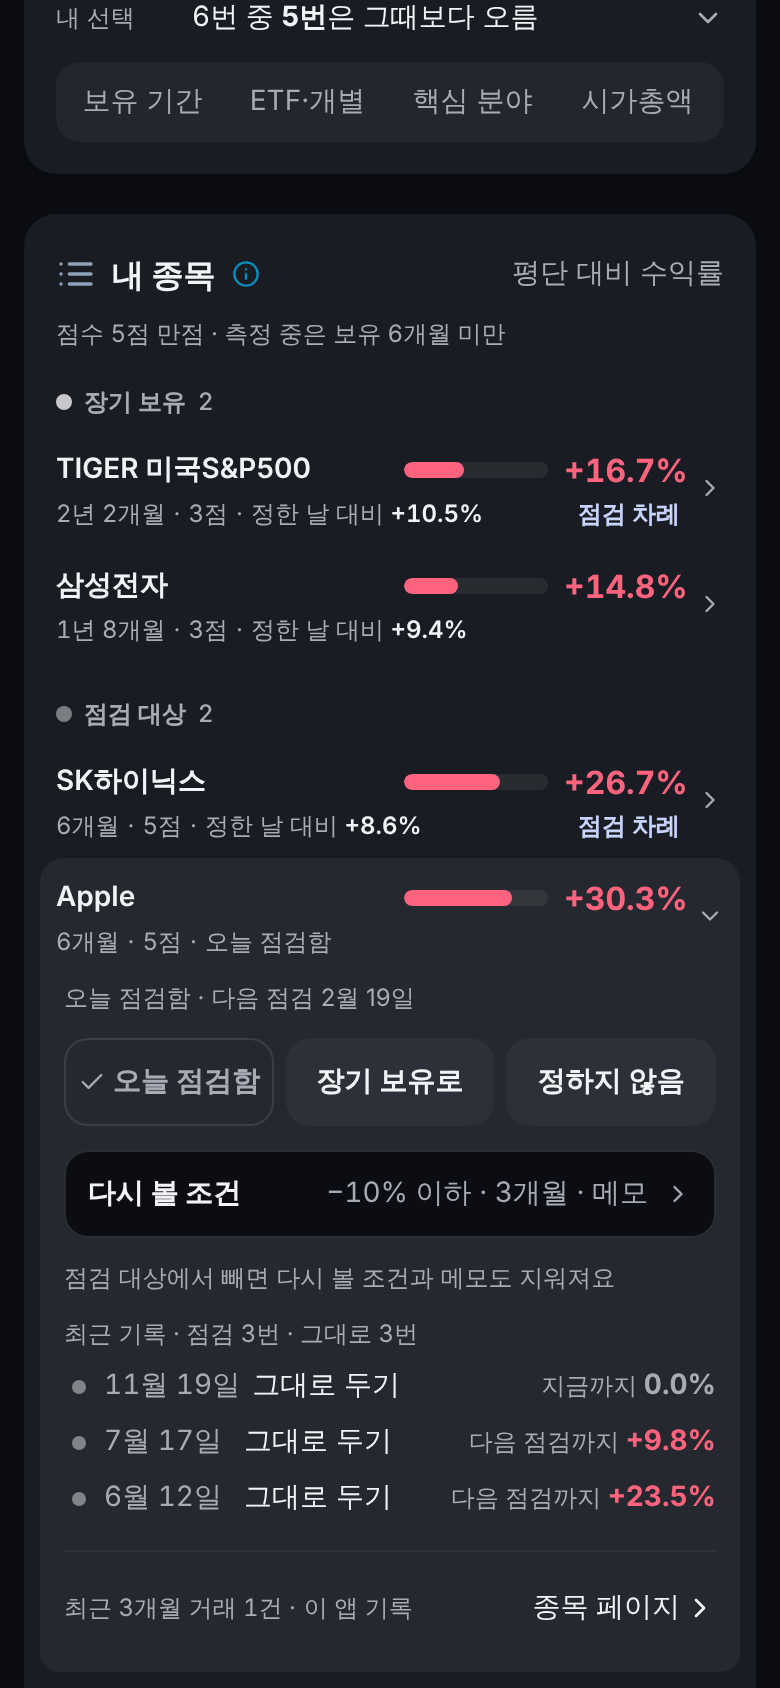 내 선택 6번 중 5번은 그때보다 오름
보유 기간 ETF·개별 핵심 분야 시가총액
내 종목 평단 대비 수익률
점수 5점 만점 · 측정 중은 보유 6개월 미만
장기 보유 2
TIGER 미국S&P500 +16.7%
2년 2개월 · 3점 · 정한 날 대비 +10.5% 점검 차례
삼성전자 +14.8%
1년 8개월 · 3점 · 정한 날 대비 +9.4%
점검 대상 2
SK하이닉스 +26.7%
6개월 · 5점 · 정한 날 대비 +8.6% 점검 차례
Apple +30.3%
6개월 · 5점 · 오늘 점검함
오늘 점검함 · 다음 점검 2월 19일
오늘 점검함 장기 보유로 정하지 않음
다시 볼 조건 −10% 이하 · 3개월 · 메모
점검 대상에서 빼면 다시 볼 조건과 메모도 지워져요
최근 기록 · 점검 3번 · 그대로 3번
11월 19일 그대로 두기 지금까지 0.0%
7월 17일 그대로 두기 다음 점검까지 +9.8%
6월 12일 그대로 두기 다음 점검까지 +23.5%
최근 3개월 거래 1건 · 이 앱 기록 종목 페이지